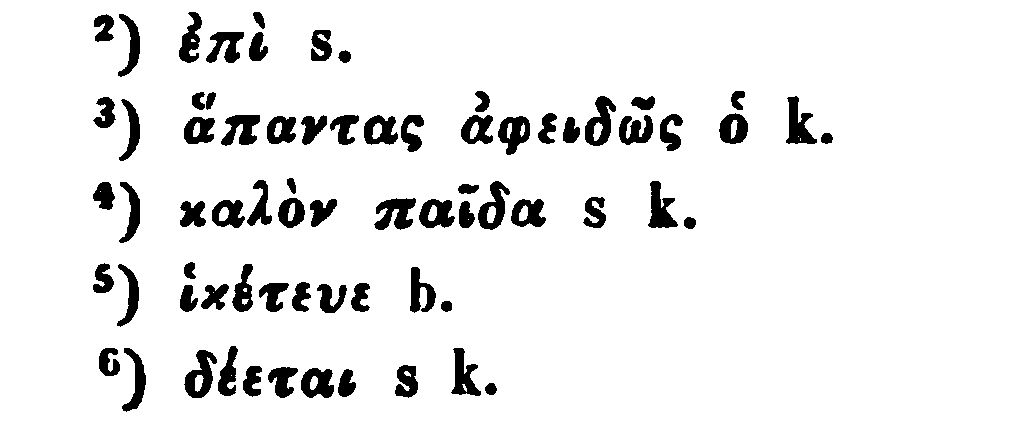 ²) ἐπὶ s.
³) ἅπαντας ἀφειδῶς ὁ k.
⁴) καλὸν παῖδα s k.
⁵) ἱκέτευε b.
⁶) δέεται s k.